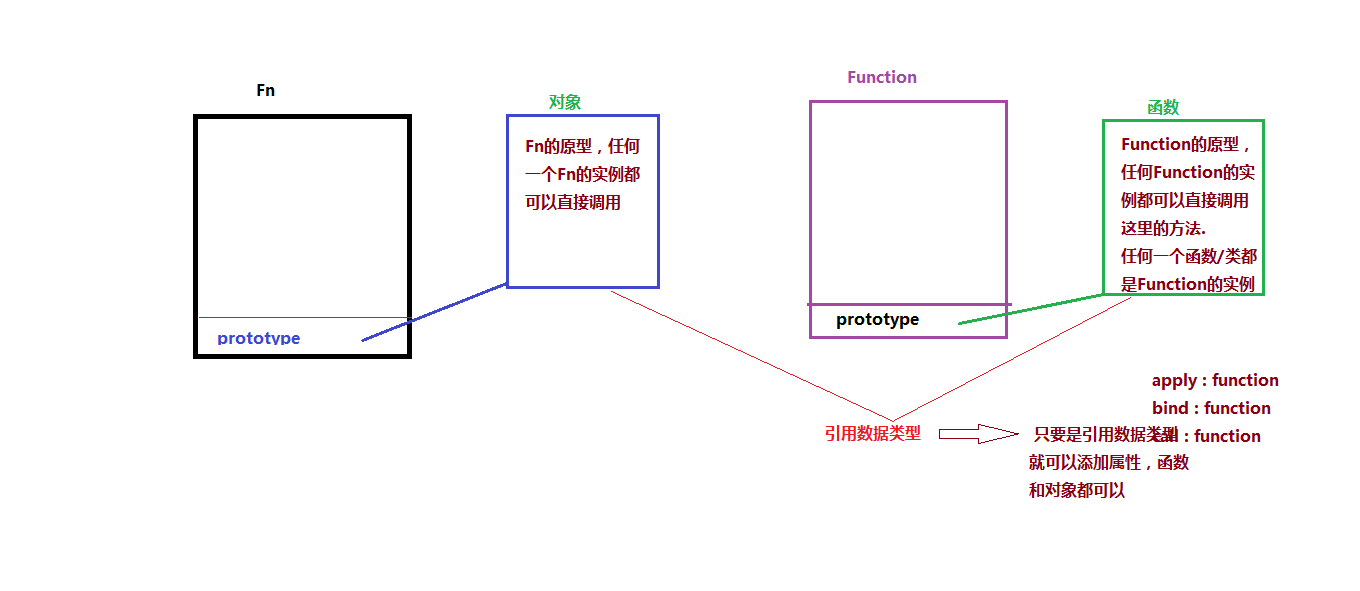 Fn
对象
Fn的原型，任何
一个Fn的实例都
可以直接调用
prototype
Function
函数
Function的原型，
任何Function的实
例都可以直接调用
这里的方法.
任何一个函数/类都
是Function的实例
prototype
apply : function
bind : function
call : function
引用数据类型
只要是引用数据类型
就可以添加属性，函数
和对象都可以